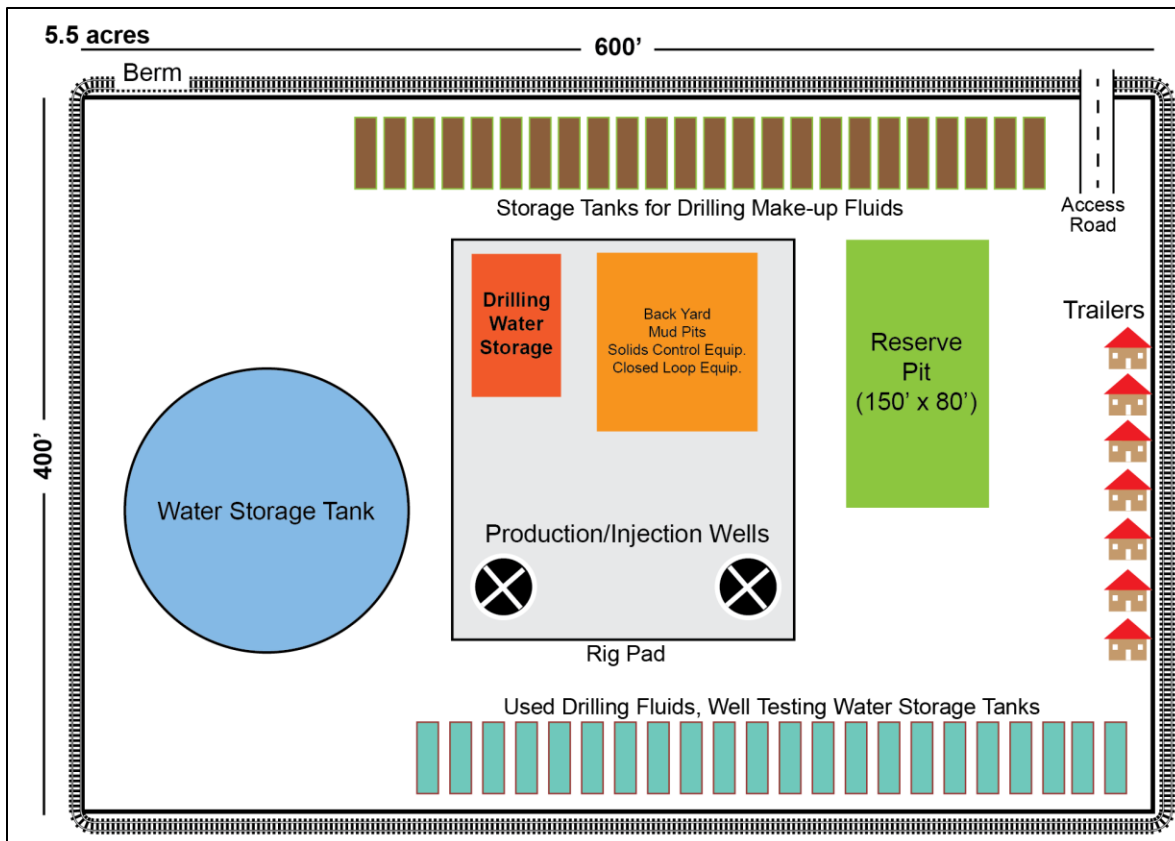 5.5 acres
600’
Berm
400’
Storage Tanks for Drilling Make-up Fluids
Access
Road
Drilling
Water
Storage
Back Yard
Mud Pits
Solids Control Equip.
Closed Loop Equip.
Reserve
Pit
(150’ x 80’)
Trailers
Water Storage Tank
Production/Injection Wells
Rig Pad
Used Drilling Fluids, Well Testing Water Storage Tanks